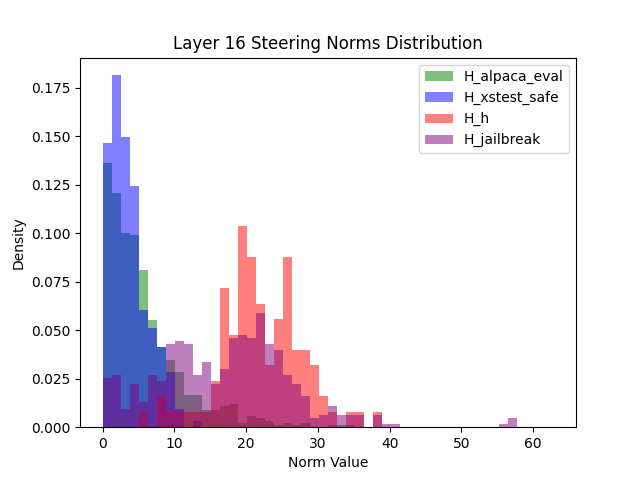 Layer 16 Steering Norms Distribution
H_alpaca_eval
H_xstest_safe
H_h
H_jailbreak
0.175
0.150
0.125
0.100
0.075
0.050
0.025
0.000
Density
0 10 20 30 40 50 60
Norm Value